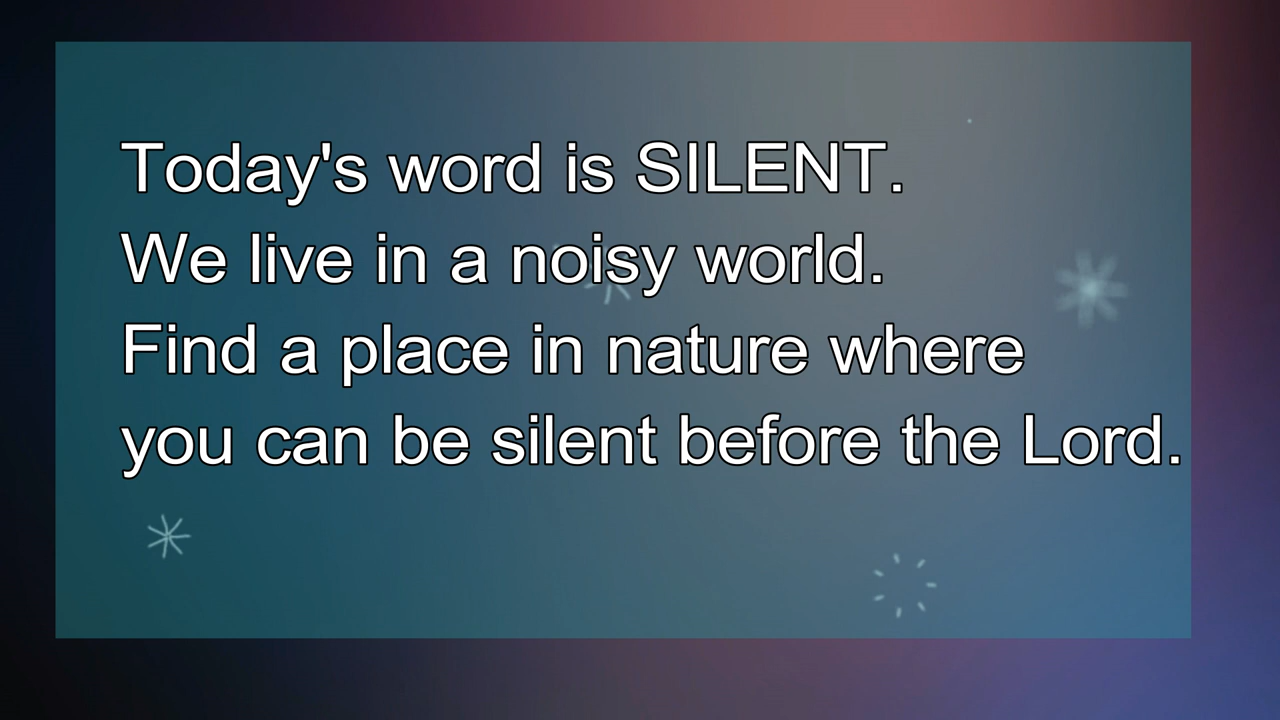 Today's word is SILENT.
We live in a noisy world.
Find a place in nature where
you can be silent before the Lord.